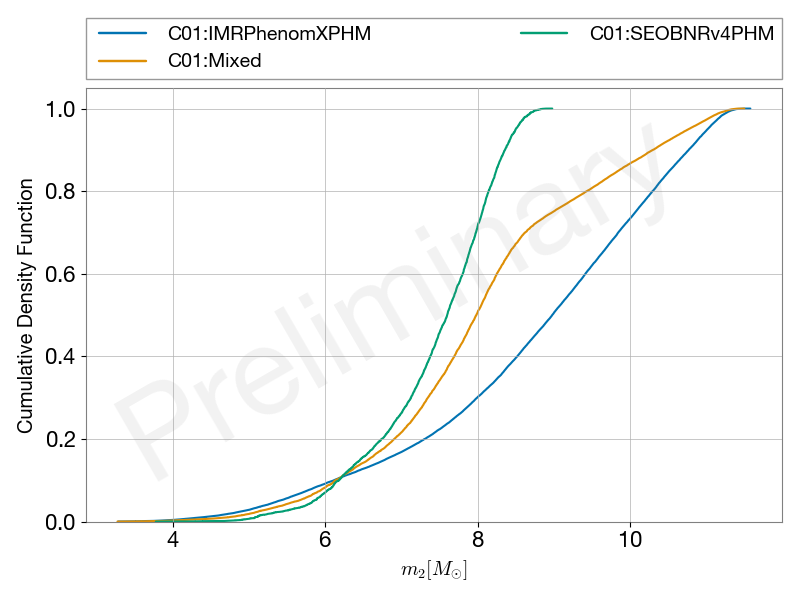 C01:IMRPhenomXPHM
C01:Mixed
C01:SEOBNRv4PHM
Cumulative Density Function
1.0
0.8
0.6
0.4
0.2
0.0
4 6 8 10
m₂[M☉]
Preliminary